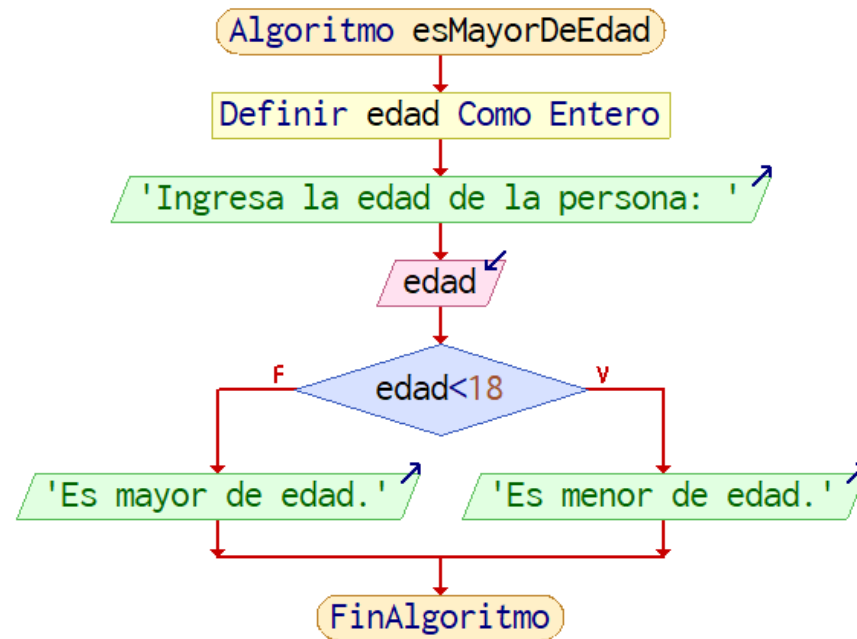 Algoritmo esMayorDeEdad
Definir edad Como Entero
'Ingresa la edad de la persona: '
edad
F
V
edad<18
'Es mayor de edad.'
'Es menor de edad.'
FinAlgoritmo